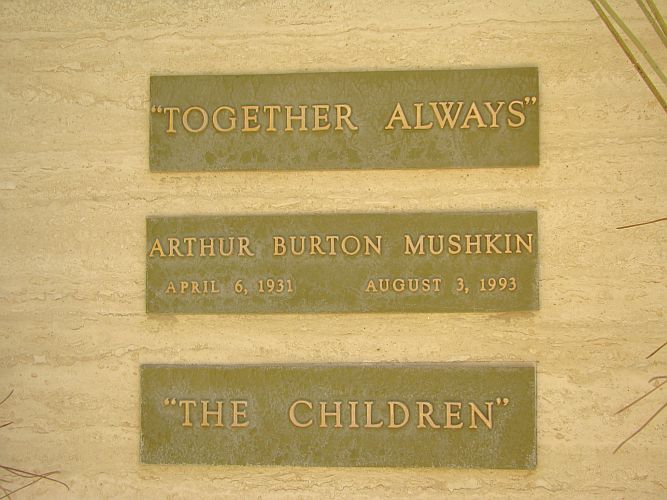 "TOGETHER ALWAYS"
ARTHUR BURTON MUSHKIN
APRIL 6, 1931 AUGUST 3, 1993
"THE CHILDREN"